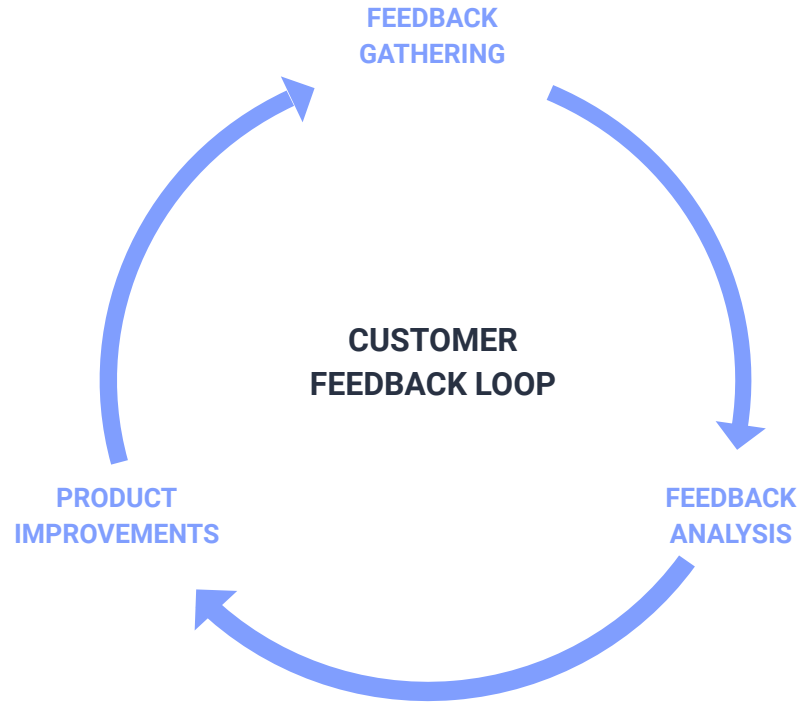 FEEDBACK
GATHERING
CUSTOMER
FEEDBACK LOOP
PRODUCT
IMPROVEMENTS
FEEDBACK
ANALYSIS